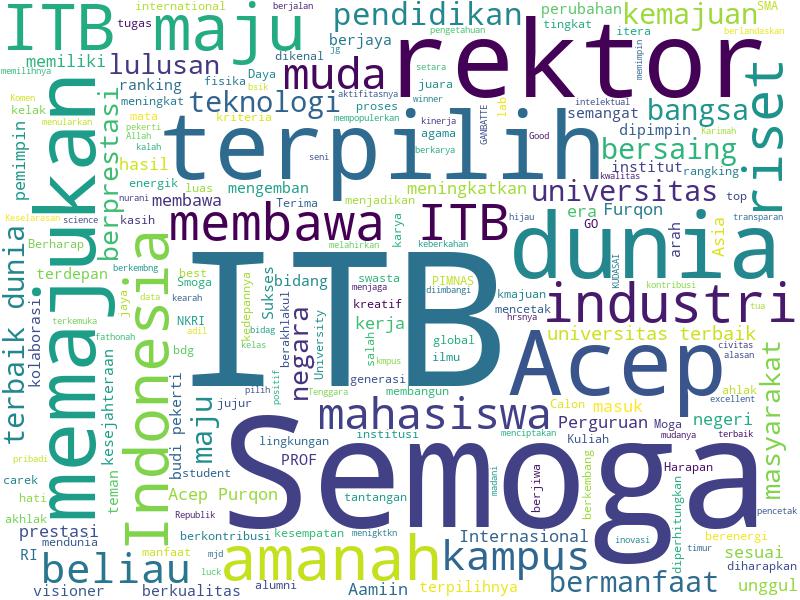 ITB
maju
tugas
international
berjalan
pendidikan
perubahan
tingkat
itera
kemajuan
SMA
memiliki
lulusan
berjaya
pengetahuan
rektor
berlandaskan
memilihnya
ranking
fisika
dikenal
jg
muda
setara
juara
memimpin
Komen
meningkat
Daya
bsik
aktifitasnya
winner
proses
teknologi
mempopulerkan
intelektual
semangat
bangsa
riset
kelak
menularkan
mata
pekerti
Allah
kalah
kriteria
terpilih
kinerja
agama
GANBATTE
lab
Good
dipimpin
Karimah
bersaing
pemimpin
memajukan
berprestasi
hasil
seni
berkarya
kwalitas
institut
rangking
energik
luas
mengemban
meningkatkan
universitas
top
nurani
membawa
Terima
menjadikan
era
Furqon
Keselarasan
science
kasih
membawa
karya
ITB
hijau
GO
arah
Asia
transparan
terbaik dunia
Berharap
Indonesia
melahirkan
keberkahan
dunia
terdepan
berkembng
best
Smoga
kedepannya
Sukses
bidang
swasta
PIMNAS
diimbangi
KUDASAI
kontribusi
tua
jaya
data
kearah
menjaga
kreatif
kmajuan
mencetak
industri
kolaborasi
terkemuka
NKRI
adil
bidag
berakhlakul
negara
University
kerja
salah
ITB
global
ilmu
hrsnya
fathonah
bdg
kelas
kmpus
Acep
universitas terbaik
civitas
alasan
kesejahteraan
maju
pilih
positif
Tenggara
generasi
membangun
masyarakat
ahlak
excellent
budi pekerti
jujur
mahasiswa
Calon
masuk
Perguruan
Moga
negeri
teman
lingkungan
institusi
menciptakan
Kuliah
mudanya
terbaik
pribadi
carek
student
PROF
Semoga
madani
berjiwa
berkembang
Harapan
hati
Acep Purqon
tantangan
diperhitungkan
akhlak
Republik
pencetak
prestasi
mendunia
berkontribusi
kesempatan
menigktkn
Internasional
inovasi
berenergi
RI
manfaat
mjd
amanah
kampus
timur
sesuai
diharapkan
beliau
luck
bermanfaat
unggul
visioner
berkualitas
alumni
Aamiin
terpilihnya